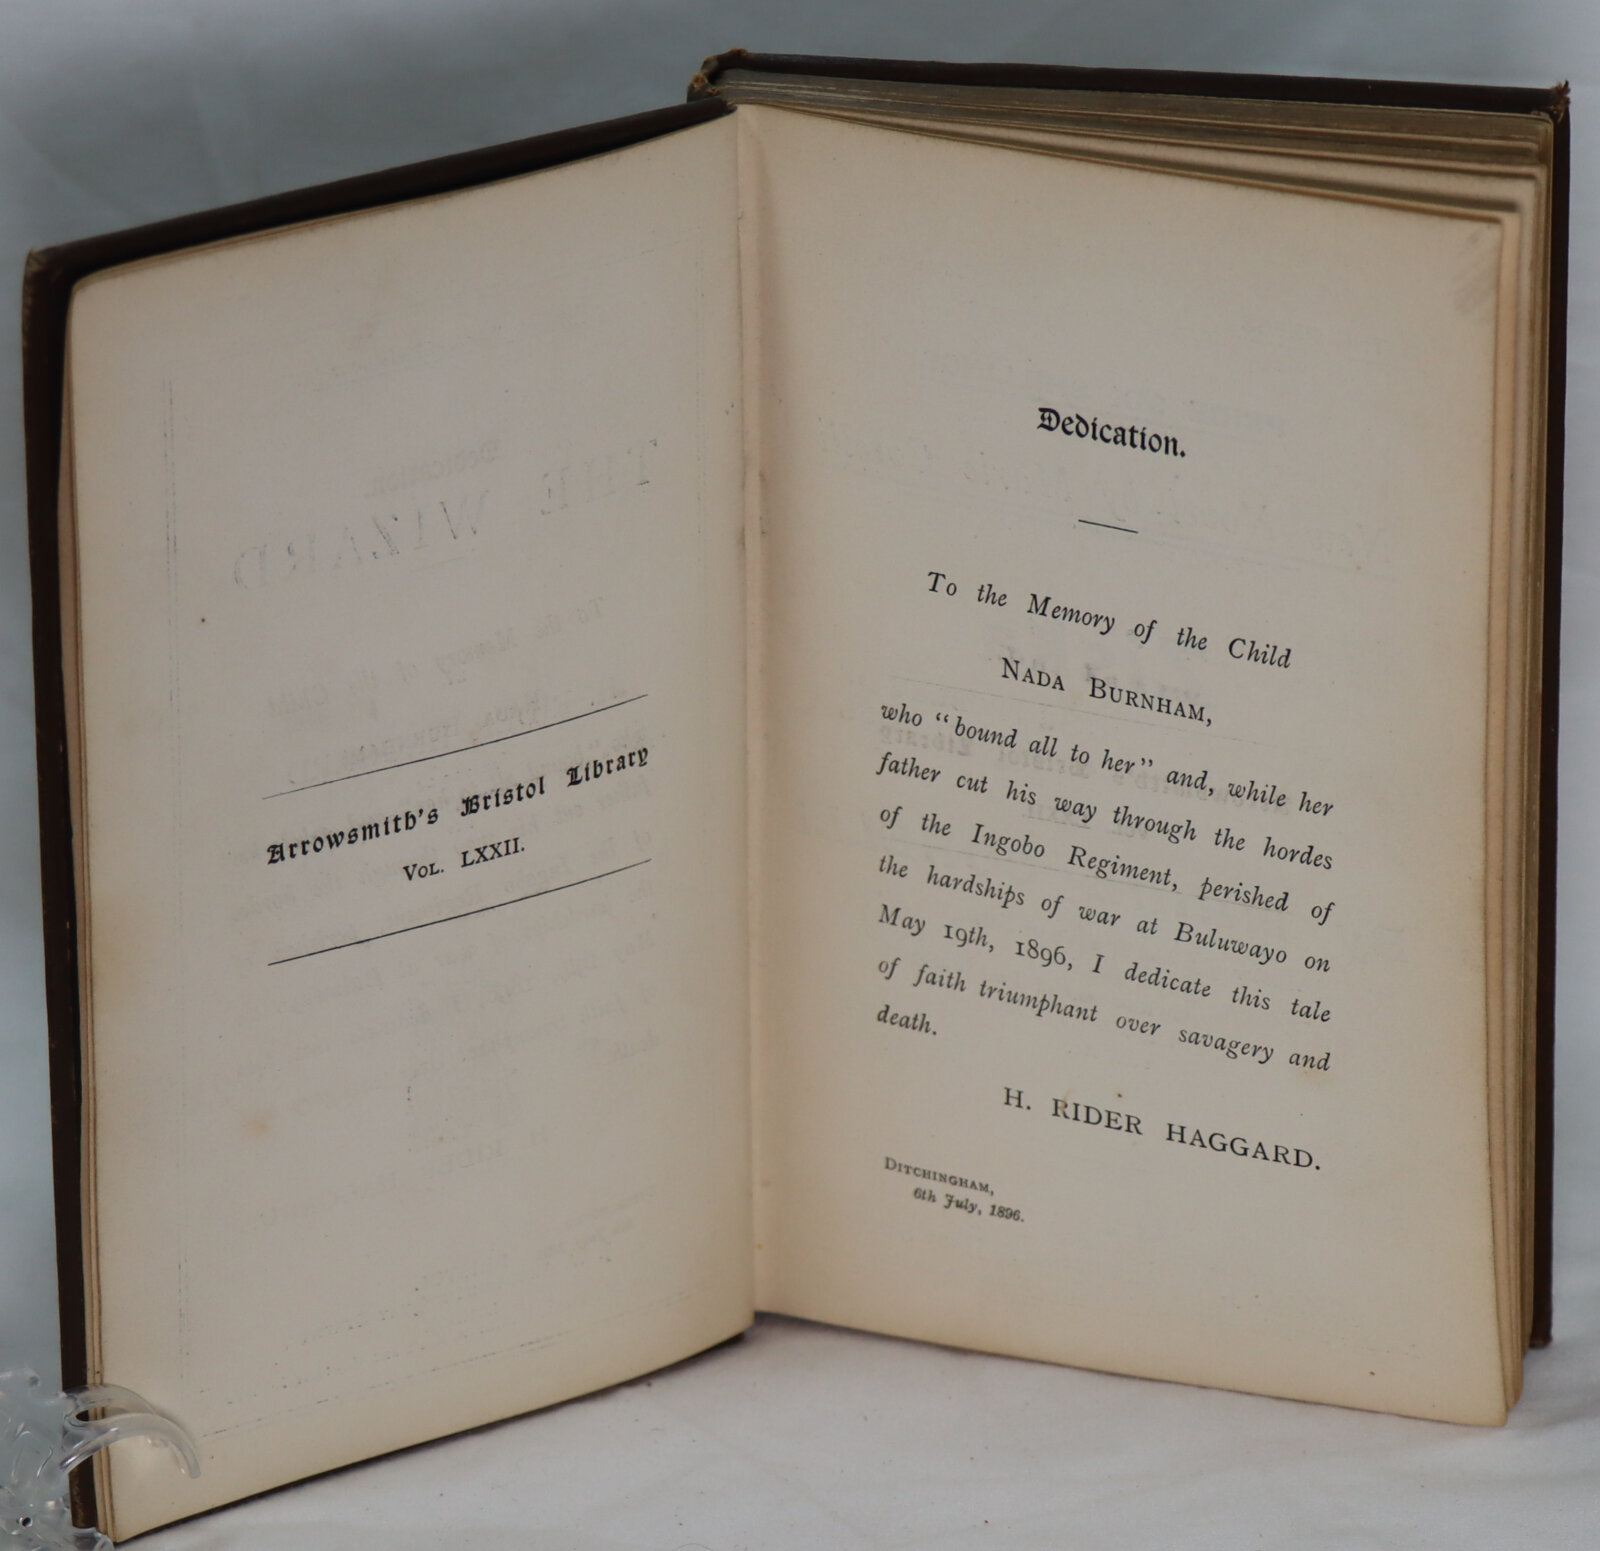 Arrowsmith's Bristol Library
VOL. LXXII.
Dedication.
To the Memory of the Child
NADA BURNHAM,
who “bound all to her” and, while her
father cut his way through the hordes
of the Ingobo Regiment, perished of
the hardships of war at Buluwayo on
May 19th, 1896, I dedicate this tale
of faith triumphant over savagery and
death.
H. RIDER HAGGARD.
DITCHINGHAM,
6th July, 1896.